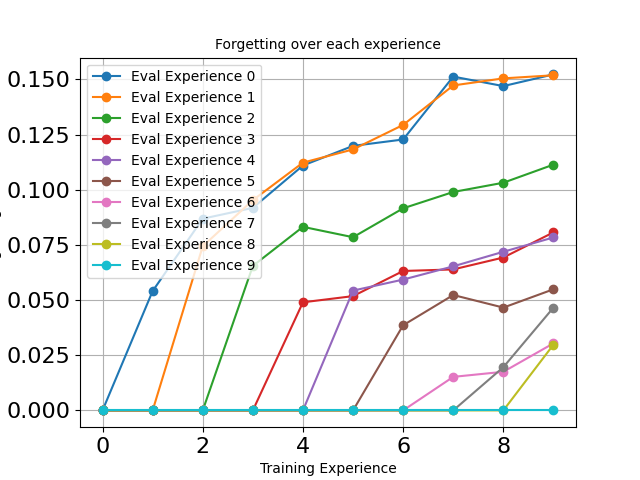 Forgetting over each experience
0.150
0.125
0.100
0.075
0.050
0.025
0.000
Eval Experience 0
Eval Experience 1
Eval Experience 2
Eval Experience 3
Eval Experience 4
Eval Experience 5
Eval Experience 6
Eval Experience 7
Eval Experience 8
Eval Experience 9
0 2 4 6 8
Training Experience